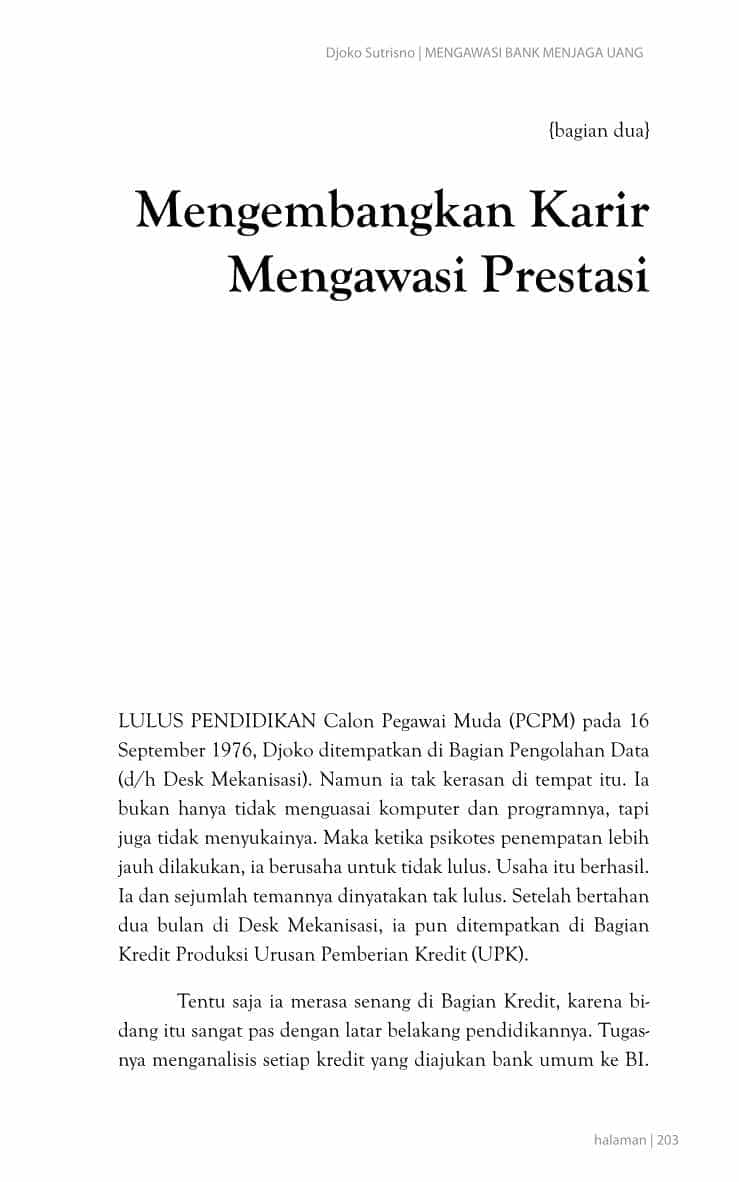 Djoko Sutrisno | MENGAWASI BANK MENJAGA UANG
{bagian dua}
Mengembangkan Karir
Mengawasi Prestasi
LULUS PENDIDIKAN Calon Pegawai Muda (PCPM) pada 16
September 1976, Djoko ditempatkan di Bagian Pengolahan Data
(d/h Desk Mekanisasi). Namun ia tak kerasan di tempat itu. Ia
bukan hanya tidak menguasai komputer dan programnya, tapi
juga tidak menyukainya. Maka ketika psikotes penempatan lebih
jauh dilakukan, ia berusaha untuk tidak lulus. Usaha itu berhasil.
Ia dan sejumlah temannya dinyatakan tak lulus. Setelah bertahan
dua bulan di Desk Mekanisasi, ia pun ditempatkan di Bagian
Kredit Produksi Urusan Pemberian Kredit (UPK).
Tentu saja ia merasa senang di Bagian Kredit, karena bi-
dang itu sangat pas dengan latar belakang pendidikannya. Tugas-
nya menganalisis setiap kredit yang diajukan bank umum ke BI.
halaman | 203